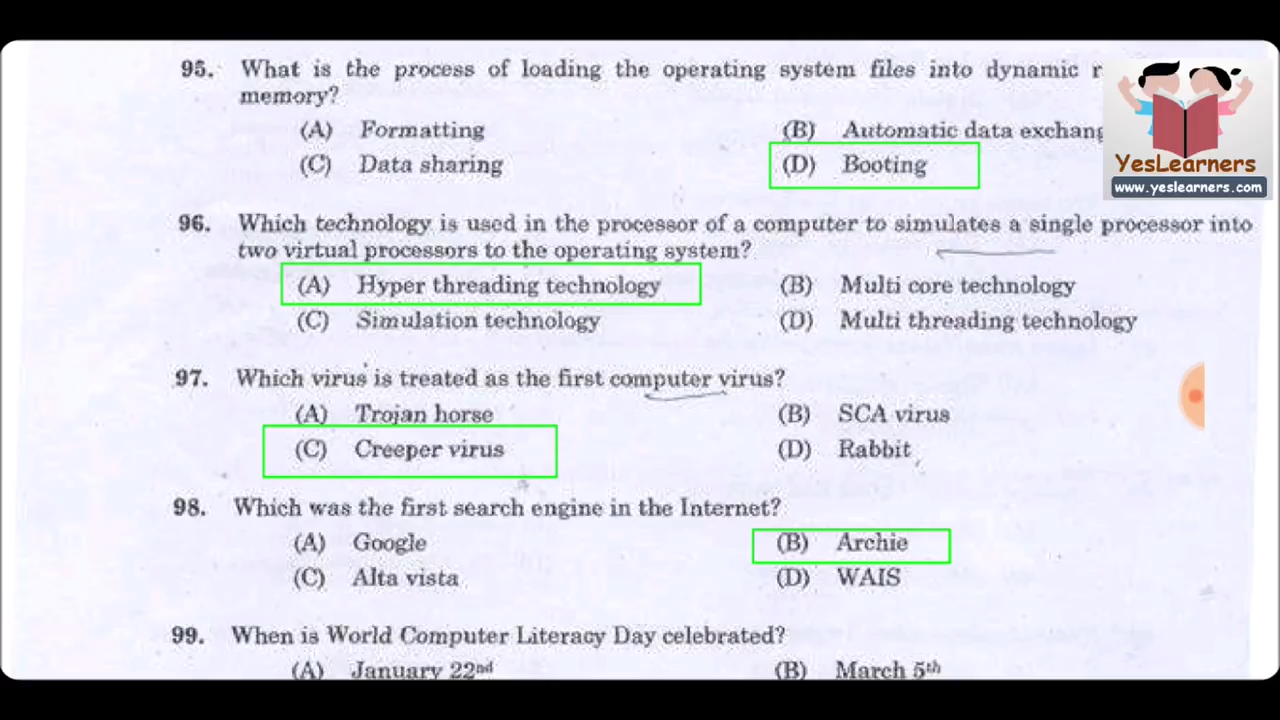 95. What is the process of loading the operating system files into dynamic
memory?
(A) Formatting (B) Automatic data
(C) Data sharing (D) Booting
YesLearners
www.yeslearners.com
96. Which technology is used in the processor of a computer to simulates a single processor into
two virtual processors to the operating system?
(A) Hyper threading technology (B) Multi core technology
(C) Simulation technology (D) Multi threading technology
97. Which virus is treated as the first computer virus?
(A) Trojan horse (B) SCA virus
(C) Creeper virus (D) Rabbit
98. Which was the first search engine in the Internet?
(A) Google (B) Archie
(C) Alta vista (D) WAIS
99. When is World Computer Literacy Day celebrated?
(A) January 22nd (B) March 5th